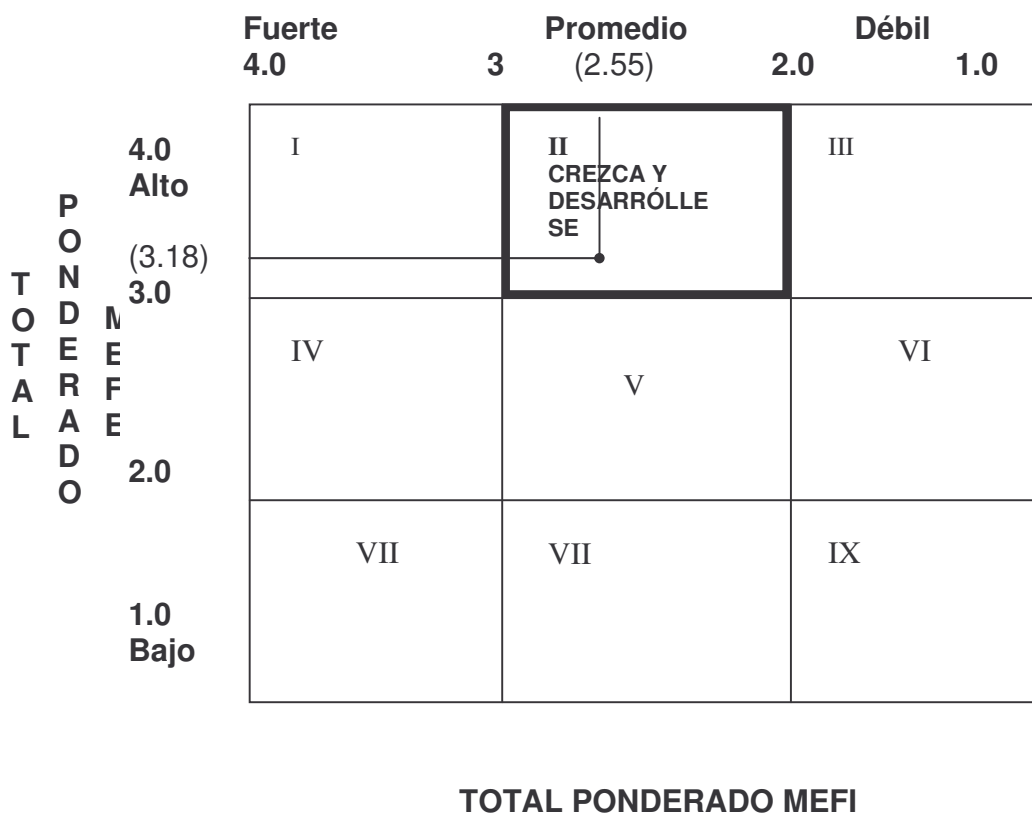 Fuerte Promedio Débil
4.0 3 (2.55) 2.0 1.0
4.0
Alto
(3.18)
3.0
2.0
1.0
Bajo
TOTAL
PONDERADO
MEFE
I
II
CREZCA Y
DESARRÓLLE
SE
III
IV
V
VI
VII
VII
IX
TOTAL PONDERADO MEFI